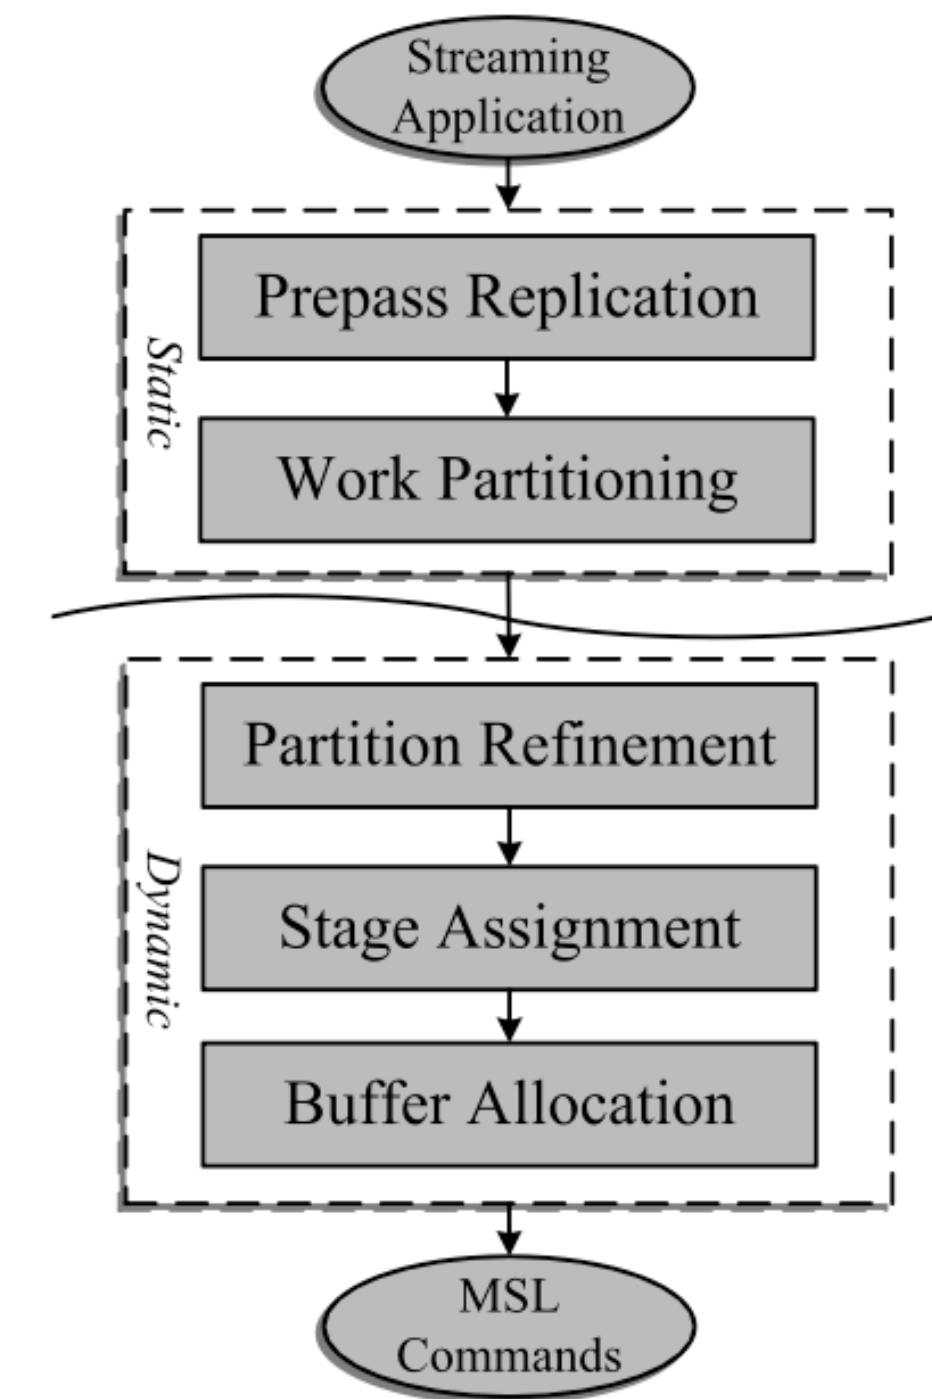 Streaming
Application
Static
Prepass Replication
Work Partitioning
Dynamic
Partition Refinement
Stage Assignment
Buffer Allocation
MSL
Commands